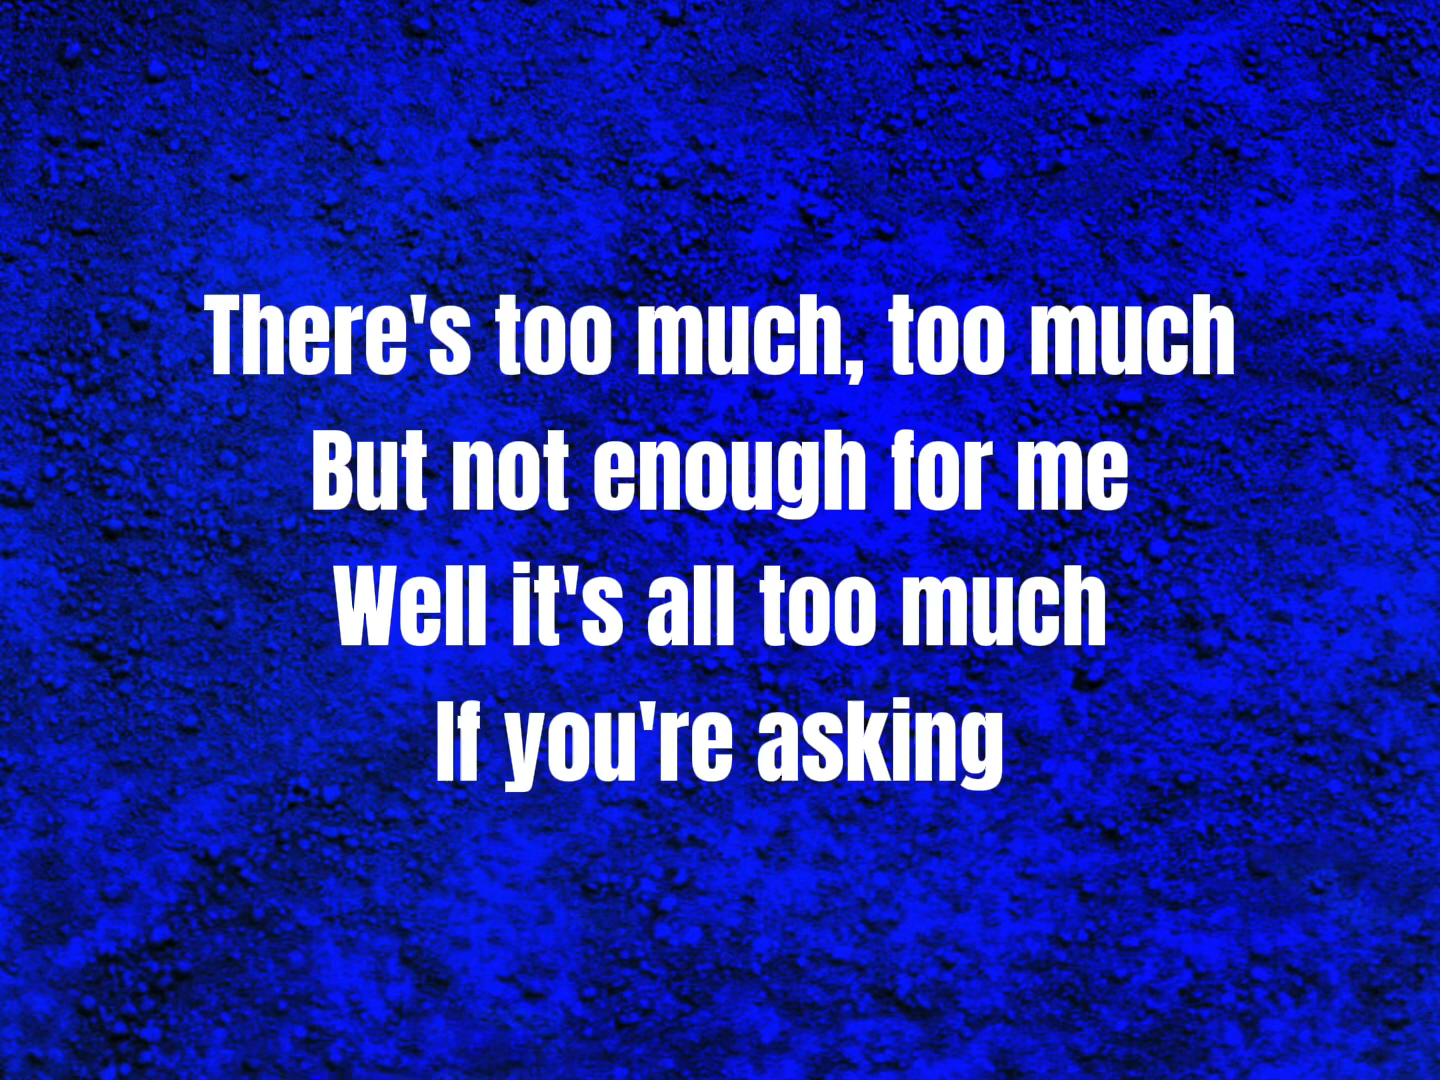 There's too much, too much
But not enough for me
Well it's all too much
If you're asking